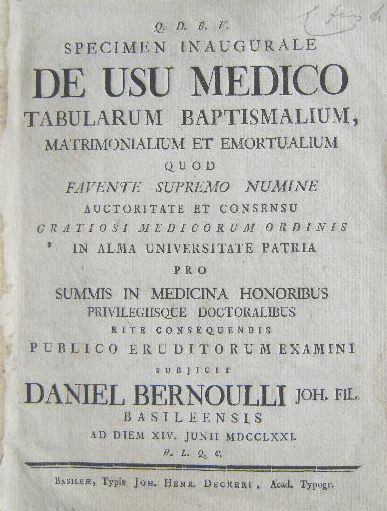 Q. D. B. V.
SPECIMEN INAUGURALE
DE USU MEDICO
TABULARUM BAPTISMALIUM,
MATRIMONIALIUM ET EMORTUALIUM
QUOD
FAVENTE SUPREMO NUMINE
AUCTORITATE ET CONSENSU
GRATIOSI MEDICORUM ORDINIS
IN ALMA UNIVERSITATE PATRIA
PRO
SUMMIS IN MEDICINA HONORIBUS
PRIVILEGIISQUE DOCTORALIBUS
RITE CONSEQUENDIS
PUBLICO ERUDITORUM EXAMINI
SUBJICIT
DANIEL BERNOULLI JOH. FIL.
BASILEENSIS
AD DIEM XIV. JUNII MDCCLXXI.
H. L. Q. C.
BASILEÆ, Typis JOH. HENR. DECKERI, Acad. Typogr.